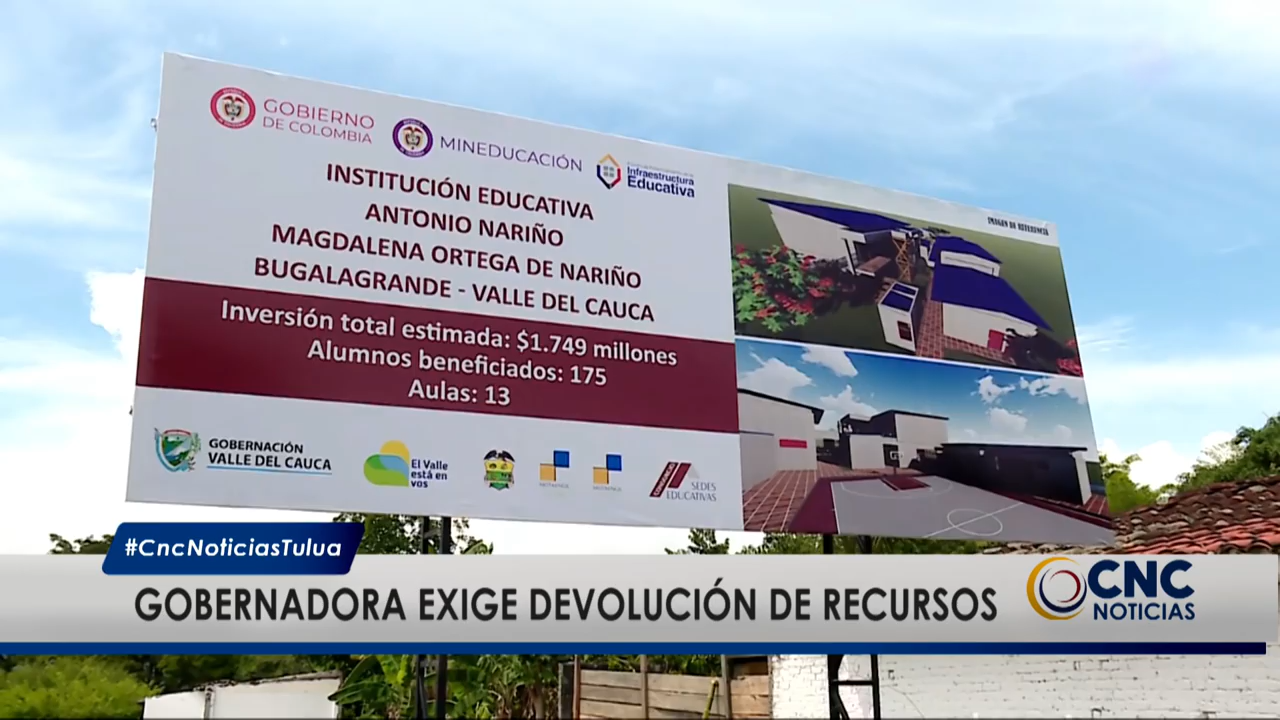 GOBIERNO
DE COLOMBIA
MINEDUCACIÓN
Infraestructura
Educativa
INSTITUCIÓN EDUCATIVA
ANTONIO NARIÑO
MAGDALENA ORTEGA DE NARIÑO
BUGALAGRANDE - VALLE DEL CAUCA
Inversión total estimada: $1.749 millones
Alumnos beneficiados: 175
Aulas: 13
IMAGEN DE REFERENCIA
GOBERNACIÓN
VALLE DEL CAUCA
El Valle
está en
vos
SEDES
EDUCATIVAS
#CncNoticiasTulua
GOBERNADORA EXIGE DEVOLUCIÓN DE RECURSOS
CNC
NOTICIAS